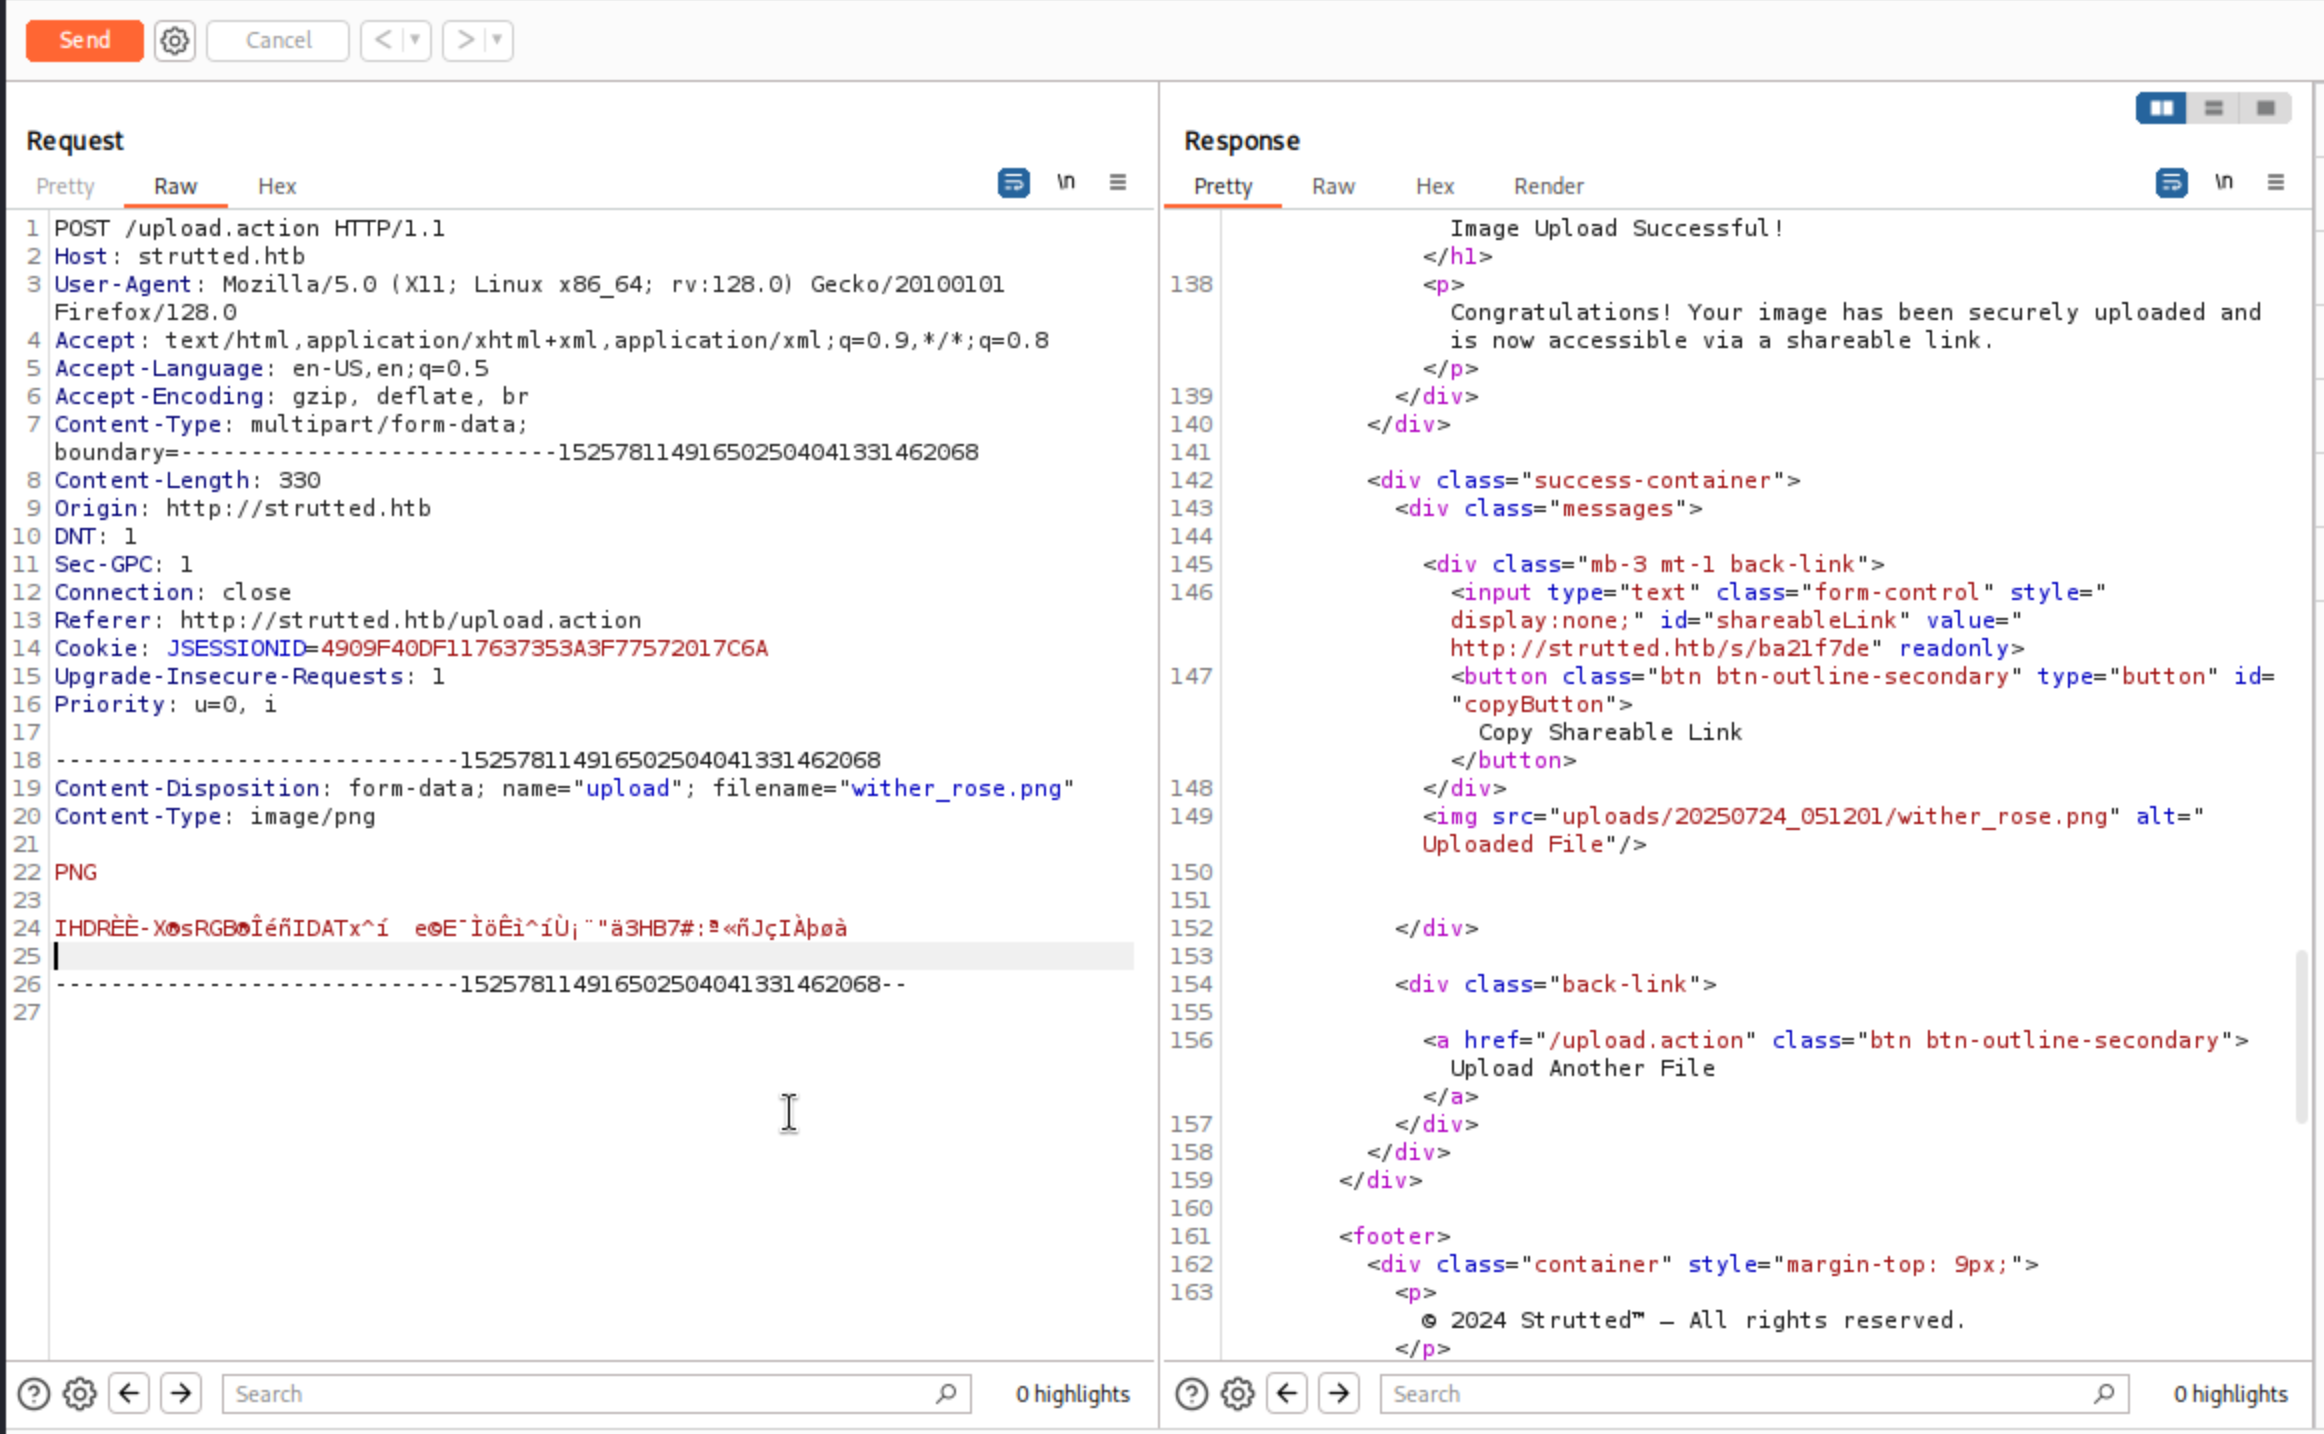 Send
Cancel
Request
Pretty Raw Hex
\n
1 POST /upload.action HTTP/1.1
2 Host: strutted.htb
3 User-Agent: Mozilla/5.0 (X11; Linux x86_64; rv:128.0) Gecko/20100101
Firefox/128.0
4 Accept: text/html,application/xhtml+xml,application/xml;q=0.9,*/*;q=0.8
5 Accept-Language: en-US,en;q=0.5
6 Accept-Encoding: gzip, deflate, br
7 Content-Type: multipart/form-data;
boundary=---------------------------152578114916502504041331462068
8 Content-Length: 330
9 Origin: http://strutted.htb
10 DNT: 1
11 Sec-GPC: 1
12 Connection: close
13 Referer: http://strutted.htb/upload.action
14 Cookie: JSESSIONID=4909F40DF117637353A3F77572017C6A
15 Upgrade-Insecure-Requests: 1
16 Priority: u=0, i
17
18 -----------------------------152578114916502504041331462068
19 Content-Disposition: form-data; name="upload"; filename="wither_rose.png"
20 Content-Type: image/png
21
22 PNG
23
24 IHDRÈÈ-X®sRGB®ÎéñIDATx^í e©E¯ÌöÊì^íÙ¡¨"ä3HB7#:ª«ñJçIÀþøà
25
26 -----------------------------152578114916502504041331462068--
27
Search
0 highlights
Response
Pretty Raw Hex Render
\n
Image Upload Successful!
</h1>
138 <p>
Congratulations! Your image has been securely uploaded and
is now accessible via a shareable link.
</p>
139 </div>
140 </div>
141
142 <div class="success-container">
143 <div class="messages">
144
145 <div class="mb-3 mt-1 back-link">
146 <input type="text" class="form-control" style="
display:none;" id="shareableLink" value="
http://strutted.htb/s/ba21f7de" readonly>
147 <button class="btn btn-outline-secondary" type="button" id=
"copyButton">
Copy Shareable Link
</button>
148 </div>
149 <img src="uploads/20250724_051201/wither_rose.png" alt="
Uploaded File"/>
150
151
152 </div>
153
154 <div class="back-link">
155
156 <a href="/upload.action" class="btn btn-outline-secondary">
Upload Another File
</a>
157 </div>
158 </div>
159 </div>
160
161 <footer>
162 <div class="container" style="margin-top: 9px;">
163 <p>
© 2024 Strutted™ – All rights reserved.
</p>
Search
0 highlights